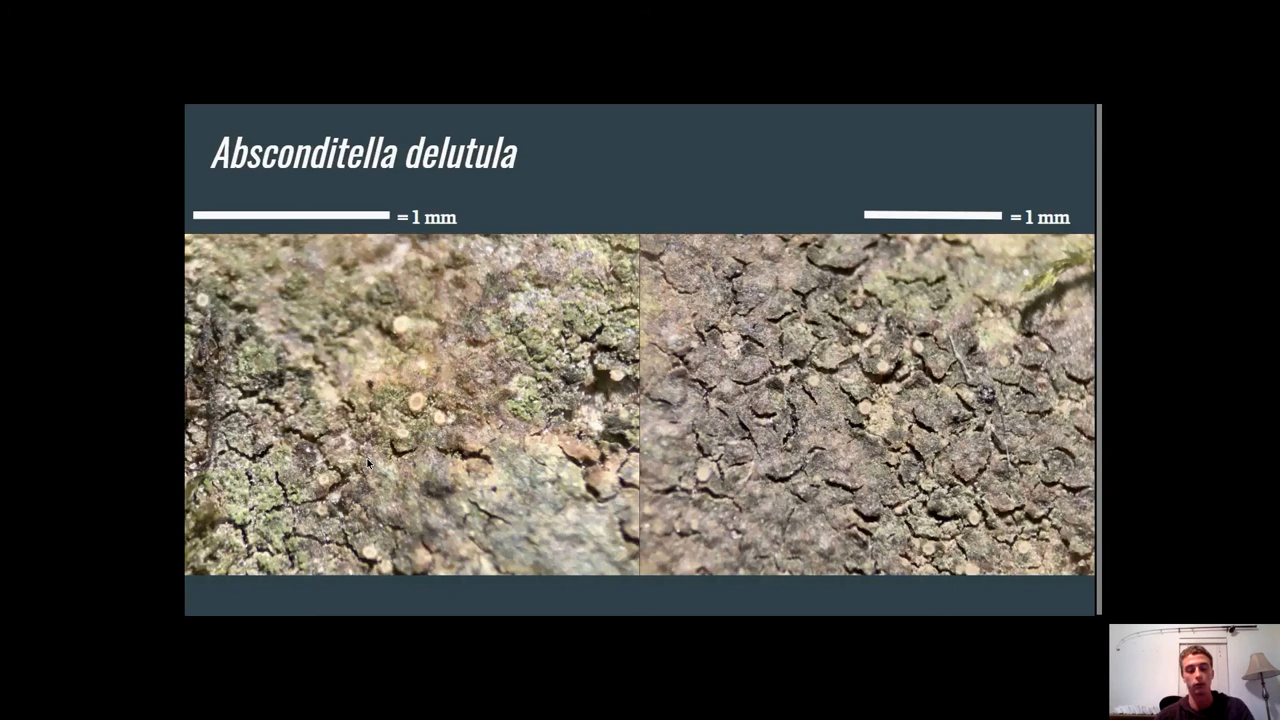 Absconditella delutula
= 1 mm
= 1 mm